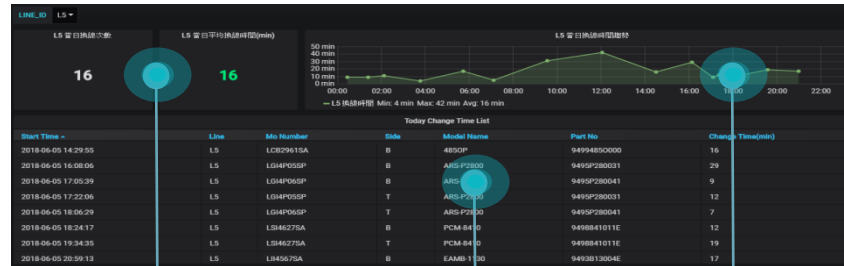 LINE_ID L5
L5 當日換線次數
16
L5 當日平均換線時間(min)
16
L5 當日換線時間趨勢
50 min
40 min
30 min
20 min
10 min
0 min
00:00 02:00 04:00 06:00 08:00 10:00 12:00 14:00 16:00 18:00 20:00 22:00
L5 換線時間 Min: 4 min Max: 42 min Avg: 16 min
Today Change Time List
Start Time Line Mo Number Side Model Name Part No Change Time(min)
2018-06-05 14:29:55 L5 LCB2961SA B 485OP 9499485O000 16
2018-06-05 16:08:06 L5 LGI4P05SP B ARS-P2800 9495P280031 29
2018-06-05 17:05:39 L5 LGI4P06SP B ARS- 9495P280041 9
2018-06-05 17:22:06 L5 LGI4P05SP T ARS-P2800 9495P280031 12
2018-06-05 18:06:29 L5 LGI4P06SP T ARS-P2800 9495P280041 7
2018-06-05 18:24:17 L5 LSI4627SA B PCM-8410 9498841011E 12
2018-06-05 19:34:35 L5 LSI4627SA T PCM-8410 9498841011E 19
2018-06-05 20:59:13 L5 LII4567SA B EAMB-1130 9493B13004E 17